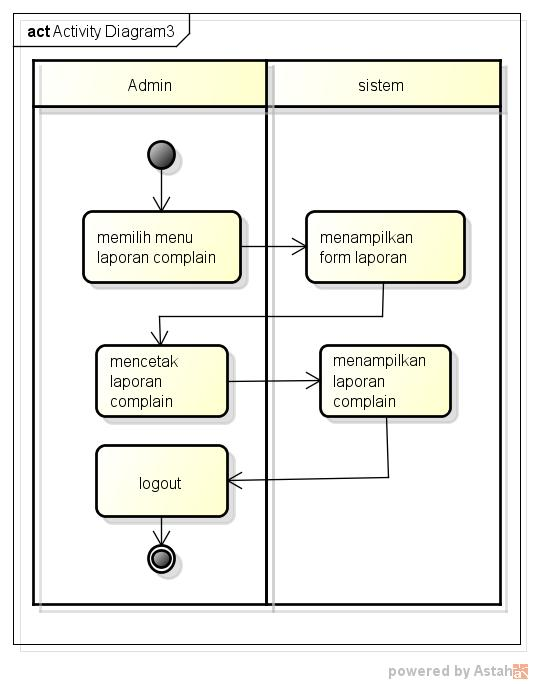 act Activity Diagram3
Admin
sistem
memilih menu
laporan complain
menampilkan
form laporan
mencetak
laporan
complain
menampilkan
laporan
complain
logout
powered by Astah